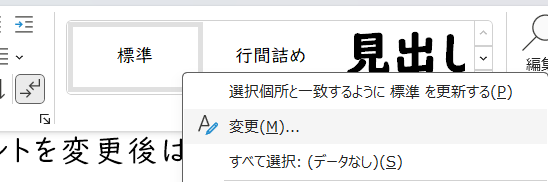 標準
行間詰め
見出し
編集
選択個所と一致するように 標準 を更新する(P)
変更(M)...
すべて選択: (データなし)(S)
ントを変更後は